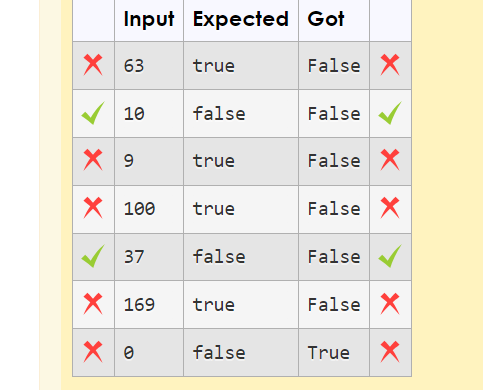 Input Expected Got
63 true False
10 false False
9 true False
100 true False
37 false False
169 true False
0 false True